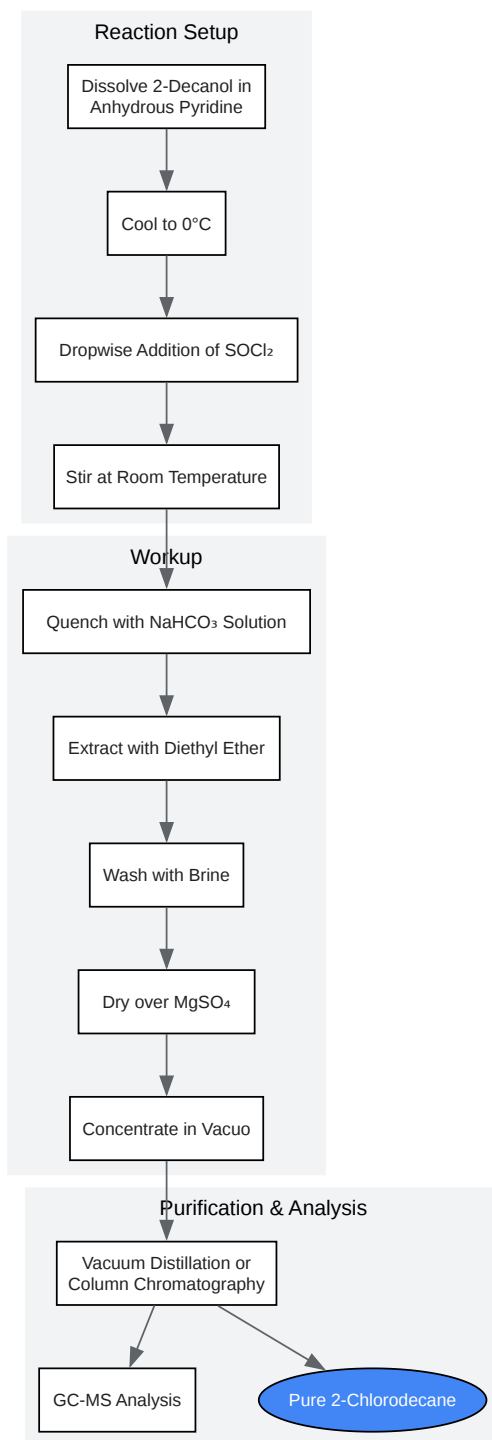 Reaction Setup
Dissolve 2-Decanol in
Anhydrous Pyridine
Cool to 0°C
Dropwise Addition of SOCl₂
Stir at Room Temperature
Workup
Quench with NaHCO₃ Solution
Extract with Diethyl Ether
Wash with Brine
Dry over MgSO₄
Concentrate in Vacuo
Purification & Analysis
Vacuum Distillation or
Column Chromatography
GC-MS Analysis
Pure 2-Chlorodecane